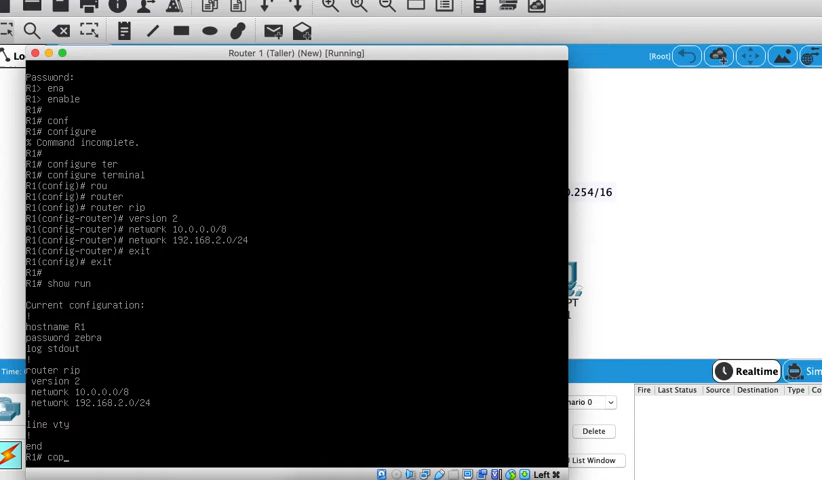 Lo
Router 1 (Taller) (New) [Running]
[Root]
Password:
R1> ena
R1> enable
R1#
R1# conf
R1# configure
% Command incomplete.
R1#
R1# configure ter
R1# configure terminal
R1(config)# rou
R1(config)# router
R1(config)# router rip
R1(config-router)# version 2
R1(config-router)# network 10.0.0.0/8
R1(config-router)# network 192.168.2.0/24
R1(config-router)# exit
R1(config)# exit
R1#
R1# show run
Current configuration:
!
hostname R1
password zebra
log stdout
!
router rip
version 2
network 10.0.0.0/8
network 192.168.2.0/24
!
line vty
!
end
R1# cop_
Left ⌘
0.254/16
PT
1
Time:
Realtime
Sim
nario 0
Fire Last Status Source Destination Type Co
Delete
List Window